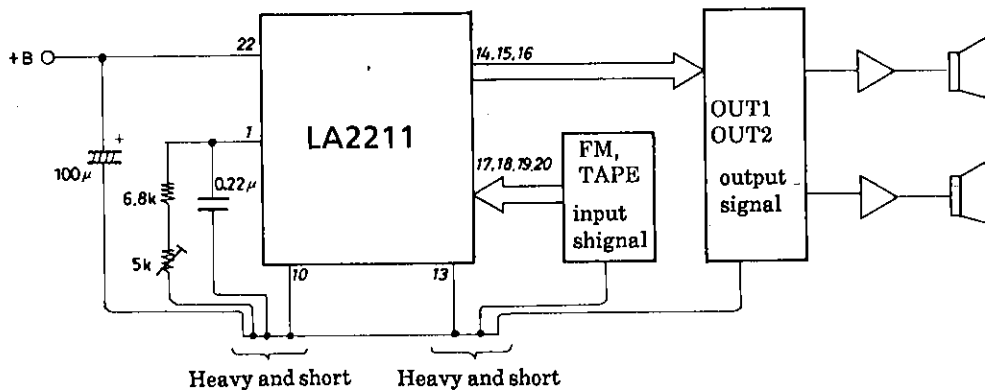 +B
22
14,15,16
+
100μ
1
6.8k
0.22μ
5k
LA2211
17,18,19,20
FM,
TAPE
input
shignal
OUT1
OUT2
output
signal
10
13
Heavy and short
Heavy and short